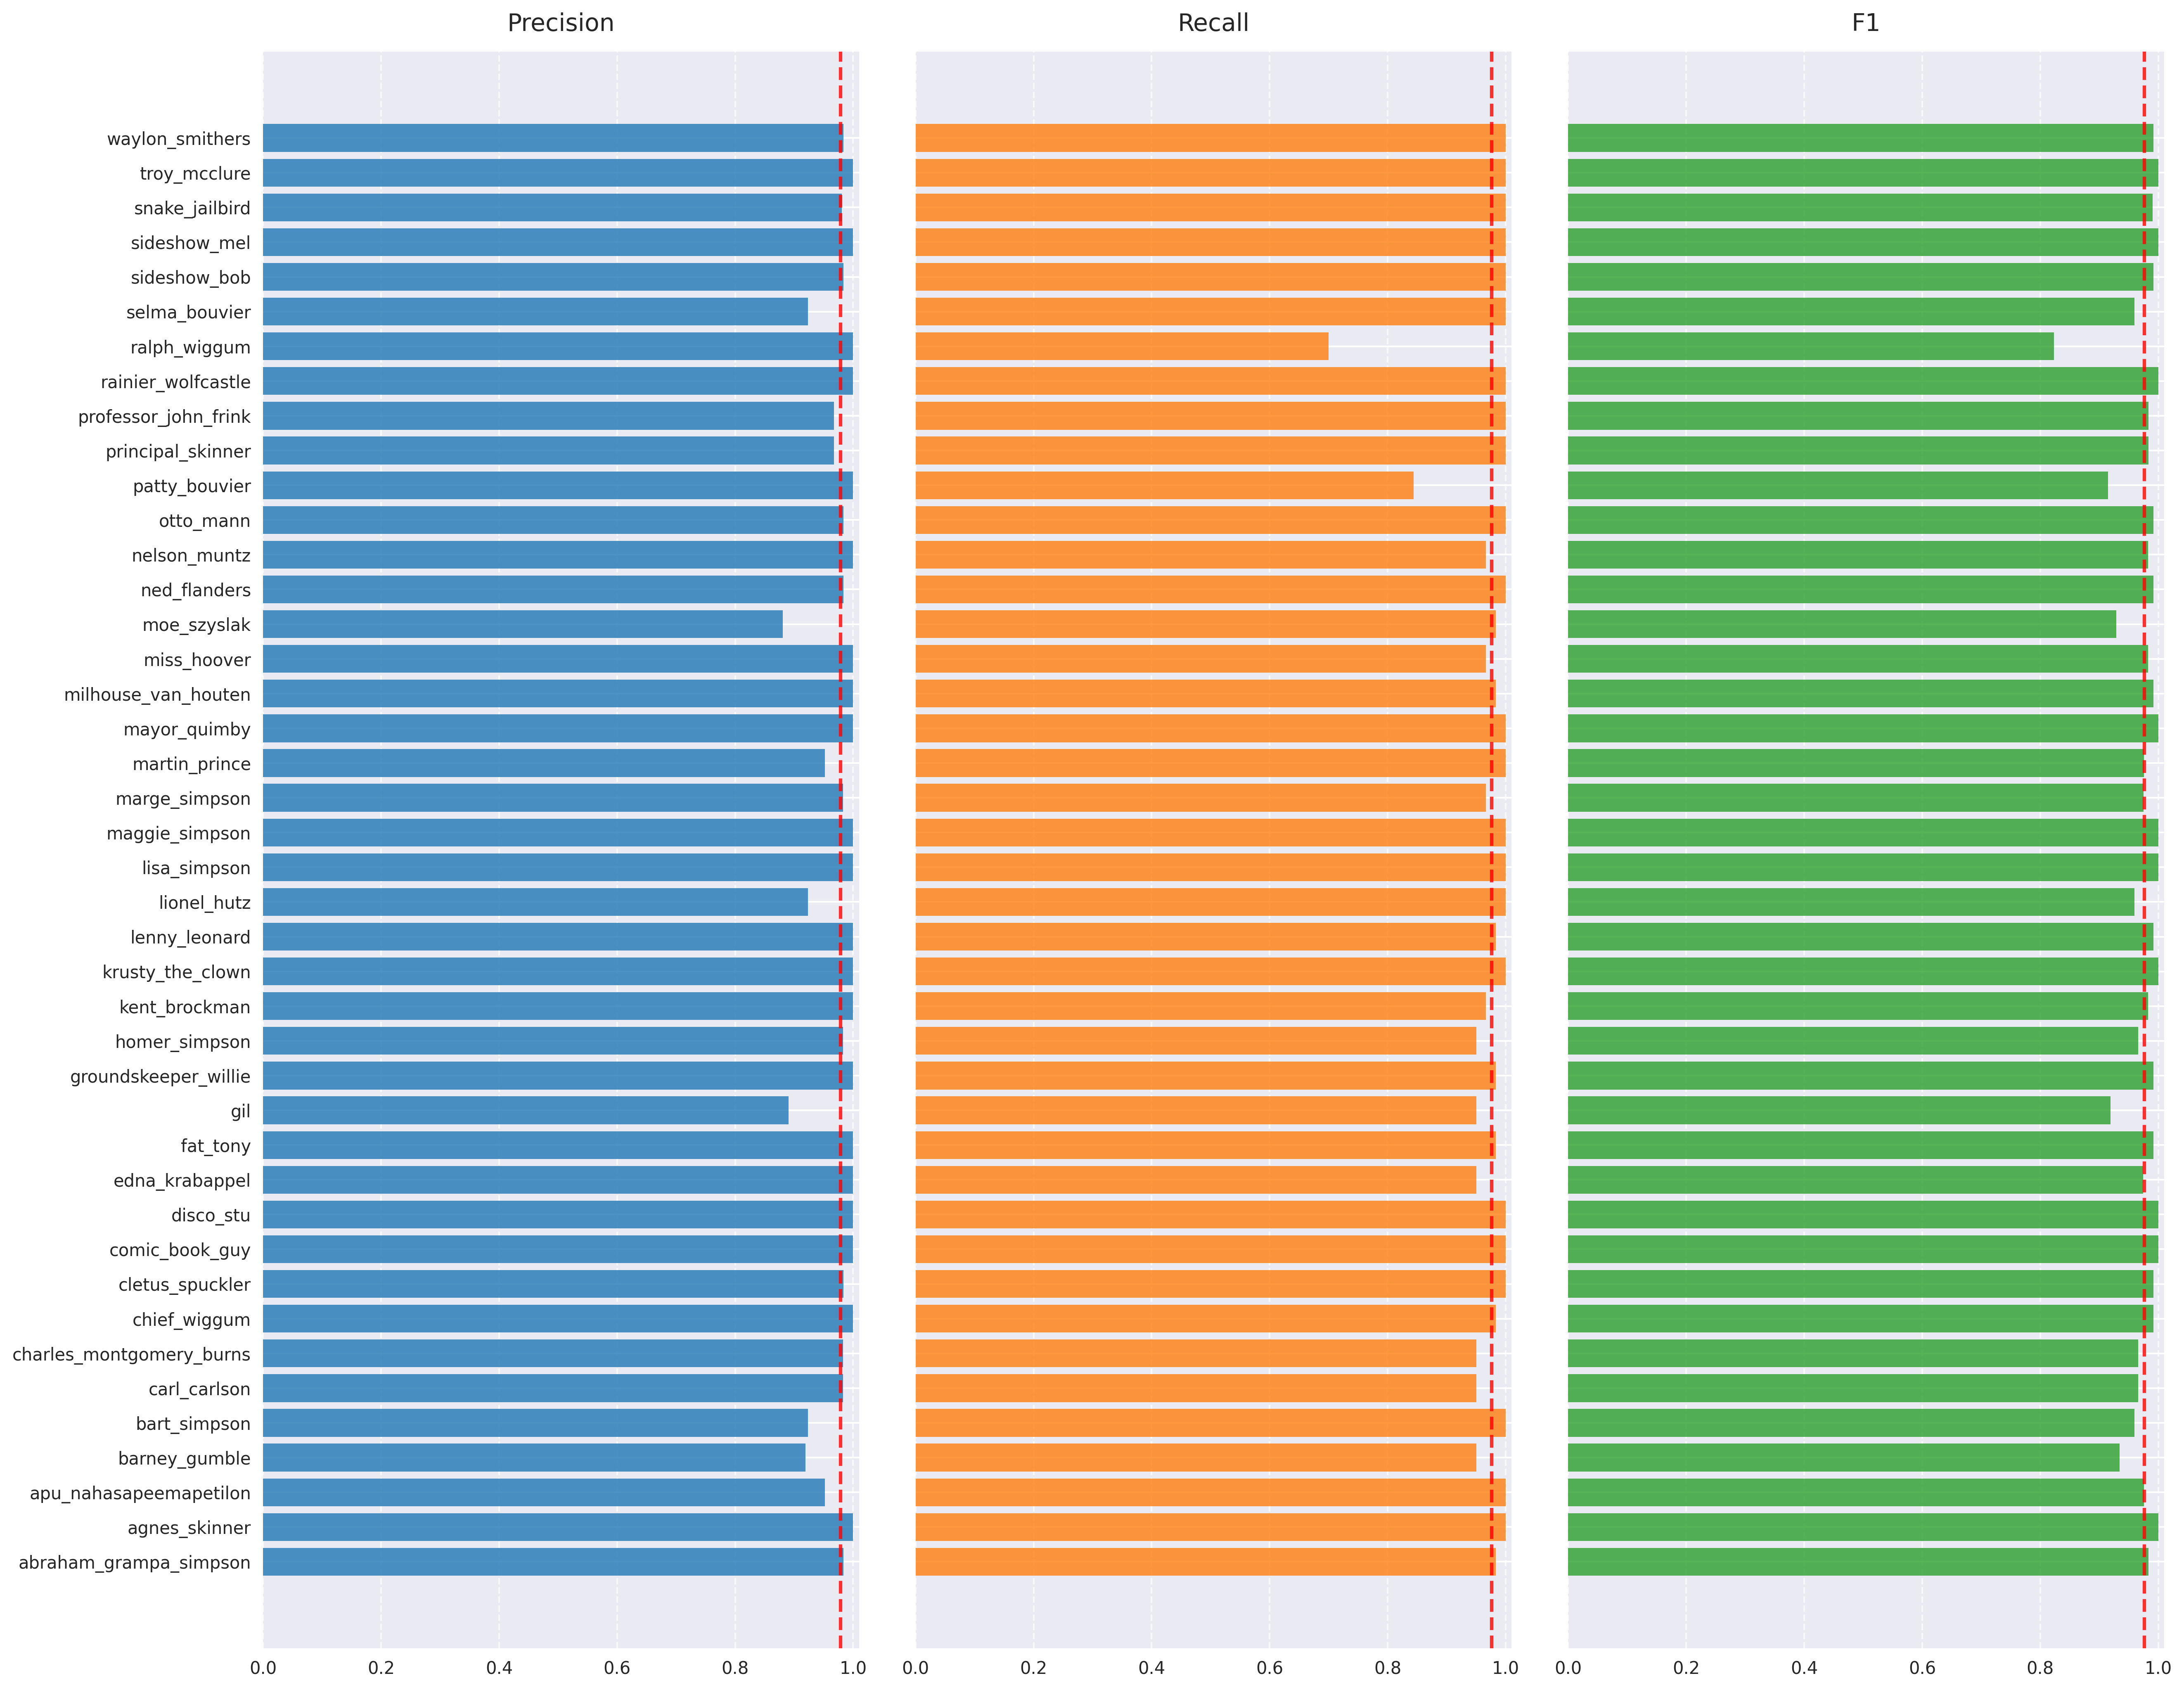 Precision
Recall
F1
waylon_smithers
troy_mcclure
snake_jailbird
sideshow_mel
sideshow_bob
selma_bouvier
ralph_wiggum
rainier_wolfcastle
professor_john_frink
principal_skinner
patty_bouvier
otto_mann
nelson_muntz
ned_flanders
moe_szyslak
miss_hoover
milhouse_van_houten
mayor_quimby
martin_prince
marge_simpson
maggie_simpson
lisa_simpson
lionel_hutz
lenny_leonard
krusty_the_clown
kent_brockman
homer_simpson
groundskeeper_willie
gil
fat_tony
edna_krabappel
disco_stu
comic_book_guy
cletus_spuckler
chief_wiggum
charles_montgomery_burns
carl_carlson
bart_simpson
barney_gumble
apu_nahasapeemapetilon
agnes_skinner
abraham_grampa_simpson
0.0 0.2 0.4 0.6 0.8 1.0
0.0 0.2 0.4 0.6 0.8 1.0
0.0 0.2 0.4 0.6 0.8 1.0